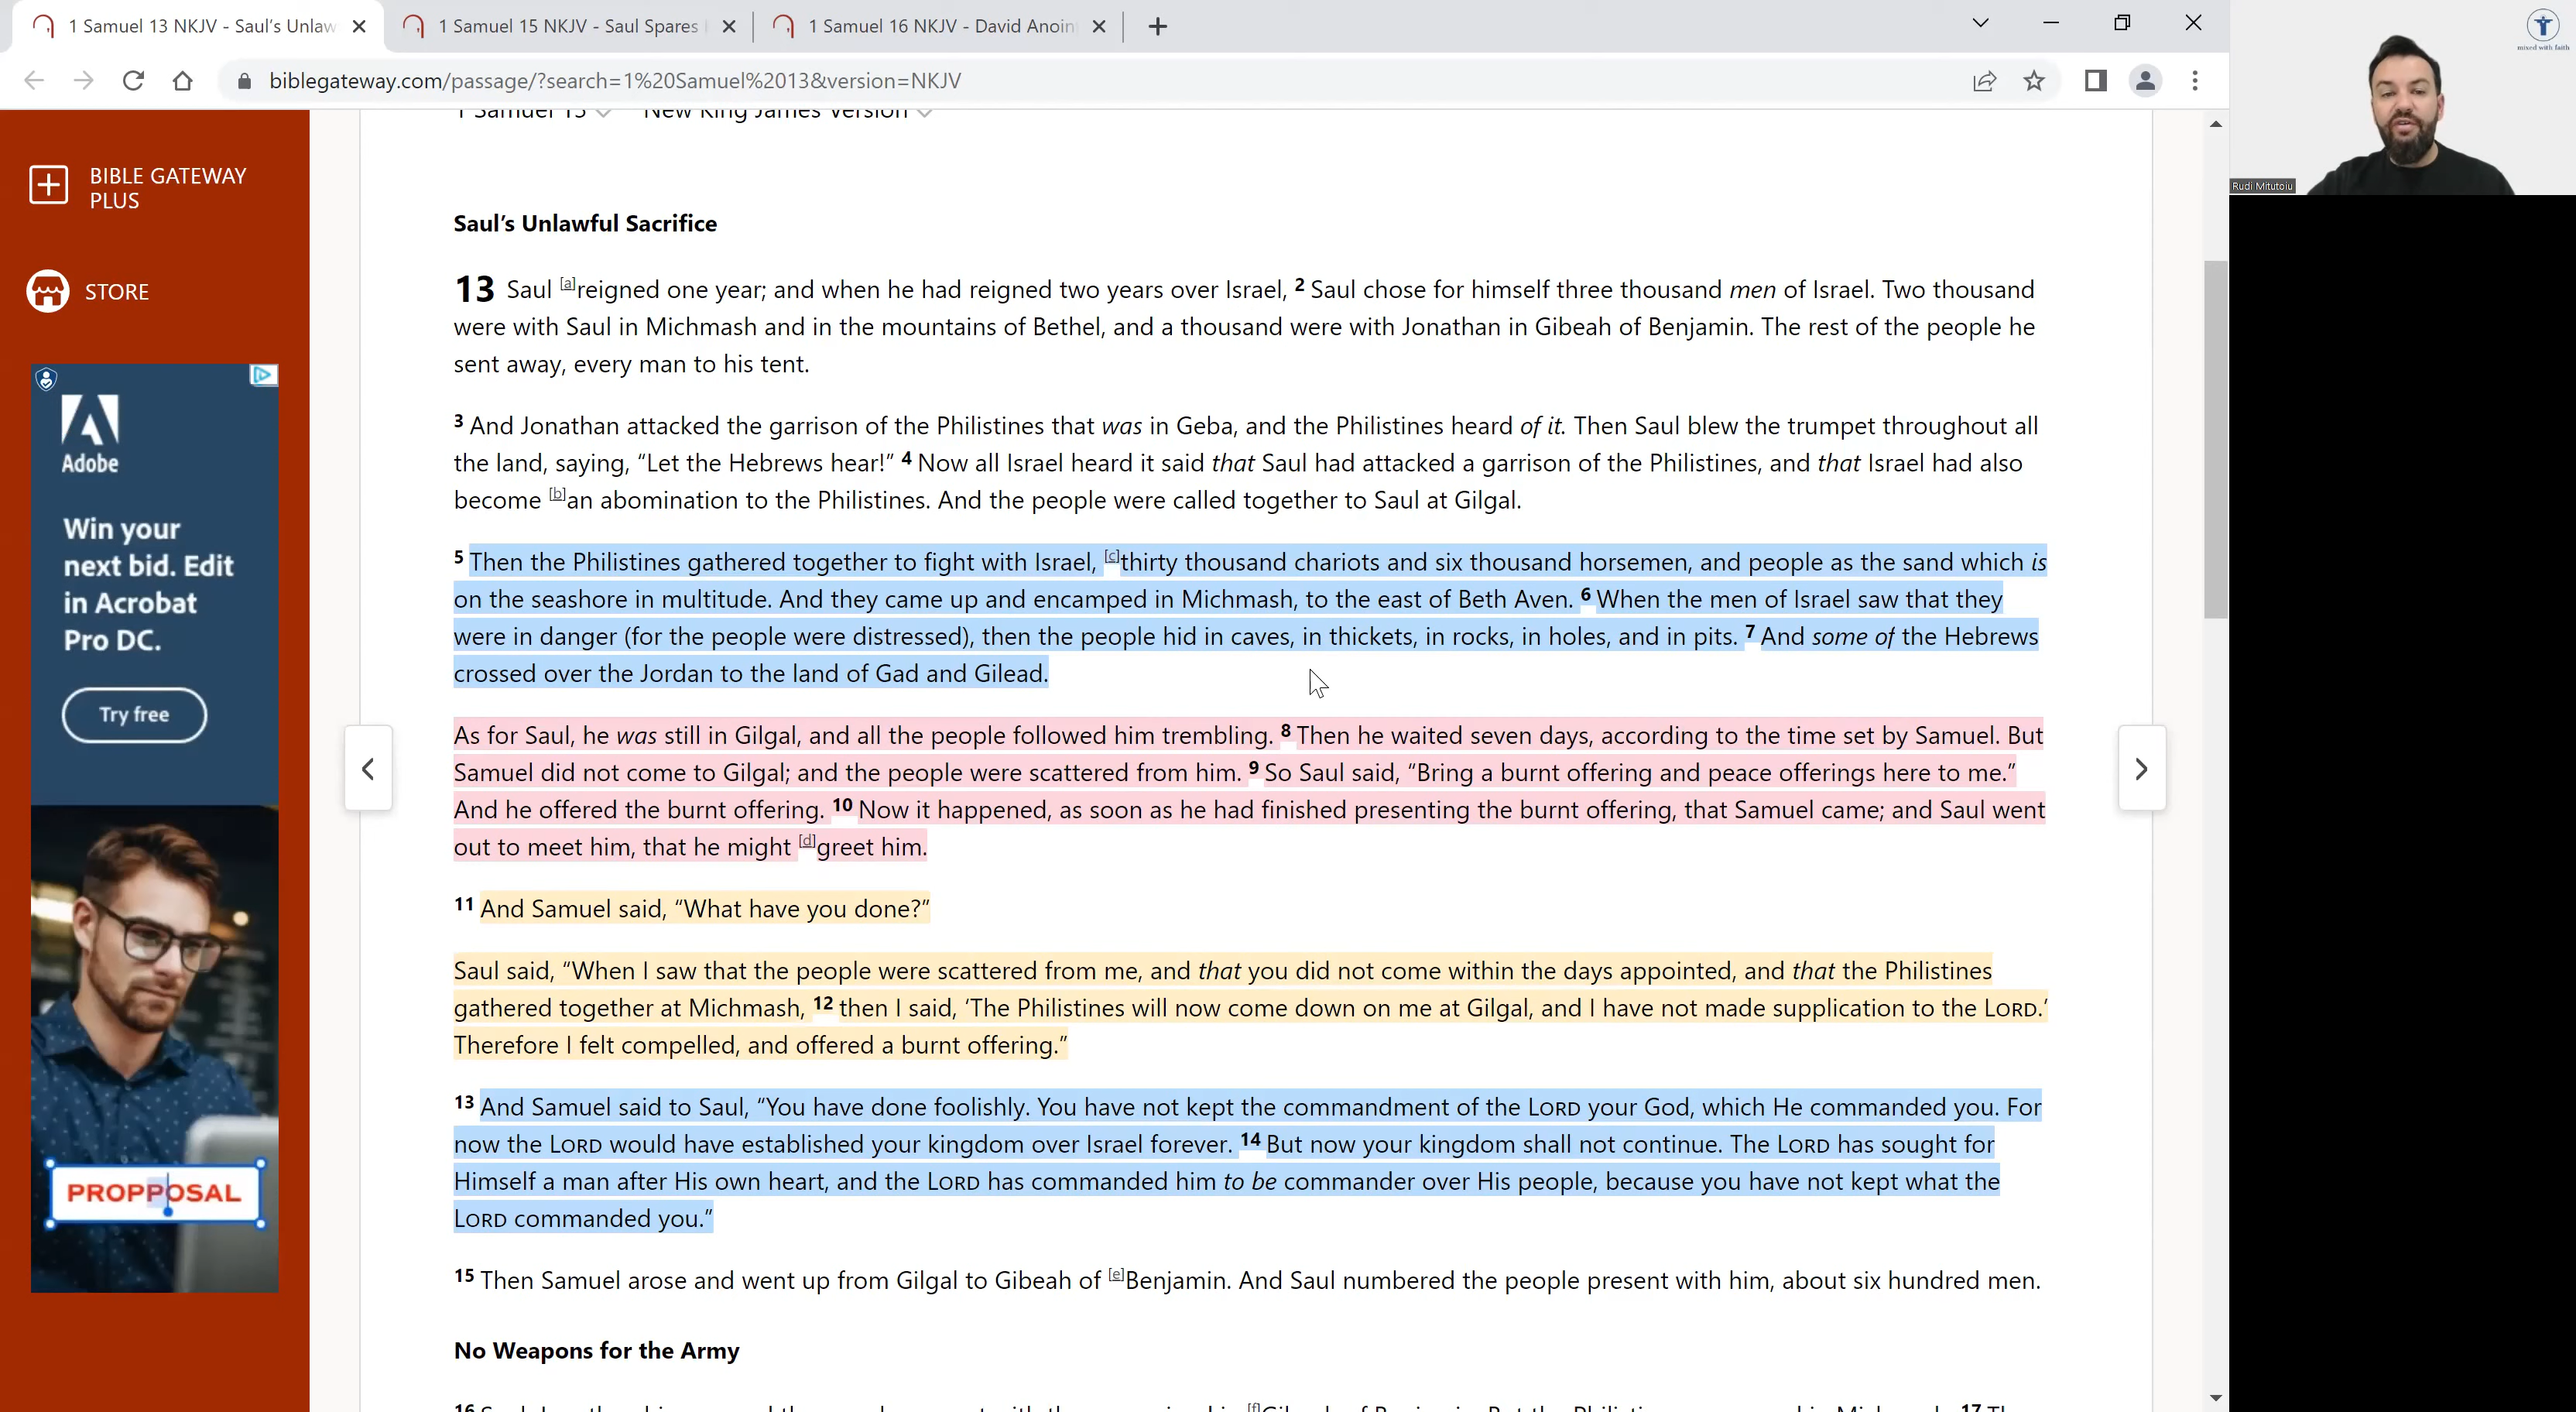 1 Samuel 13 NKJV - Saul's Unlaw
1 Samuel 15 NKJV - Saul Spares
1 Samuel 16 NKJV - David Anoin
biblegateway.com/passage/?search=1%20Samuel%2013&version=NKJV
mixed with faith
Rudi Mitutoiu
BIBLE GATEWAY
PLUS
STORE
Adobe
Win your
next bid. Edit
in Acrobat
Pro DC.
Try free
PROPPOSAL
1 Samuel 13 New King James Version
Saul’s Unlawful Sacrifice
13 Saul [a]reigned one year; and when he had reigned two years over Israel, 2 Saul chose for himself three thousand men of Israel. Two thousand
were with Saul in Michmash and in the mountains of Bethel, and a thousand were with Jonathan in Gibeah of Benjamin. The rest of the people he
sent away, every man to his tent.
3 And Jonathan attacked the garrison of the Philistines that was in Geba, and the Philistines heard of it. Then Saul blew the trumpet throughout all
the land, saying, “Let the Hebrews hear!” 4 Now all Israel heard it said that Saul had attacked a garrison of the Philistines, and that Israel had also
become [b]an abomination to the Philistines. And the people were called together to Saul at Gilgal.
5 Then the Philistines gathered together to fight with Israel, [c]thirty thousand chariots and six thousand horsemen, and people as the sand which is
on the seashore in multitude. And they came up and encamped in Michmash, to the east of Beth Aven. 6 When the men of Israel saw that they
were in danger (for the people were distressed), then the people hid in caves, in thickets, in rocks, in holes, and in pits. 7 And some of the Hebrews
crossed over the Jordan to the land of Gad and Gilead.
As for Saul, he was still in Gilgal, and all the people followed him trembling. 8 Then he waited seven days, according to the time set by Samuel. But
Samuel did not come to Gilgal; and the people were scattered from him. 9 So Saul said, “Bring a burnt offering and peace offerings here to me.”
And he offered the burnt offering. 10 Now it happened, as soon as he had finished presenting the burnt offering, that Samuel came; and Saul went
out to meet him, that he might [d]greet him.
11 And Samuel said, “What have you done?”
Saul said, “When I saw that the people were scattered from me, and that you did not come within the days appointed, and that the Philistines
gathered together at Michmash, 12 then I said, ‘The Philistines will now come down on me at Gilgal, and I have not made supplication to the LORD.’
Therefore I felt compelled, and offered a burnt offering.”
13 And Samuel said to Saul, “You have done foolishly. You have not kept the commandment of the LORD your God, which He commanded you. For
now the LORD would have established your kingdom over Israel forever. 14 But now your kingdom shall not continue. The LORD has sought for
Himself a man after His own heart, and the LORD has commanded him to be commander over His people, because you have not kept what the
LORD commanded you.”
15 Then Samuel arose and went up from Gilgal to Gibeah of [e]Benjamin. And Saul numbered the people present with him, about six hundred men.
No Weapons for the Army